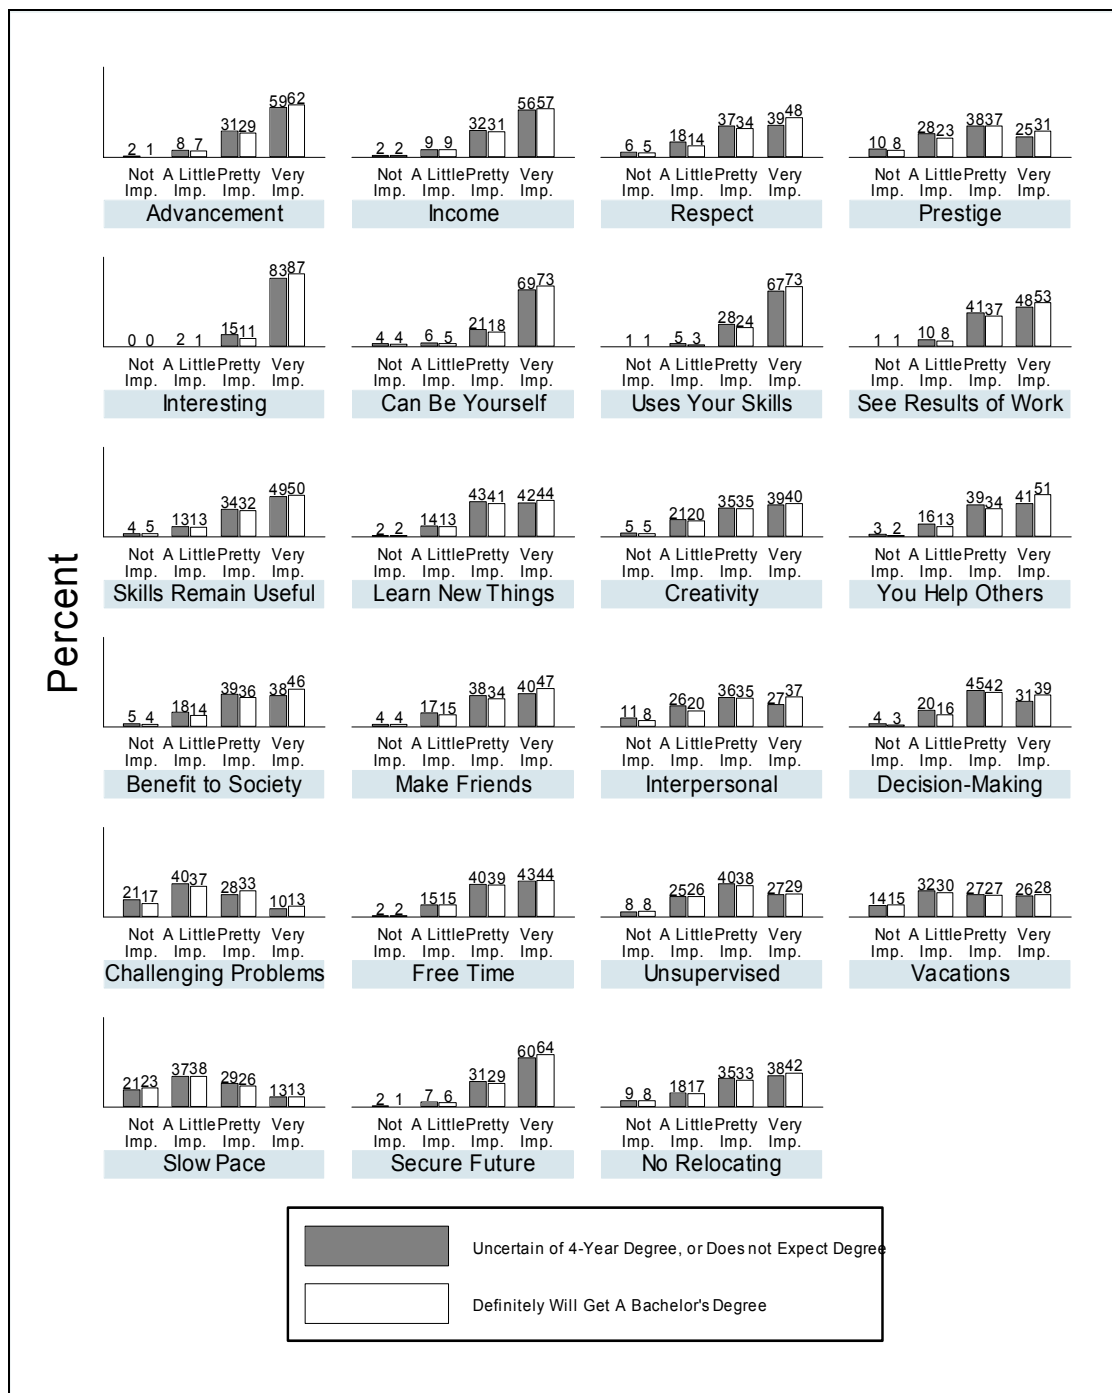 Percent
2 1 8 7 31 29 59 62
Not A Little Pretty Very
Imp. Imp. Imp. Imp.
Advancement
2 2 9 9 32 31 56 57
Not A Little Pretty Very
Imp. Imp. Imp. Imp.
Income
6 5 18 14 37 34 39 48
Not A Little Pretty Very
Imp. Imp. Imp. Imp.
Respect
10 8 28 23 38 37 25 31
Not A Little Pretty Very
Imp. Imp. Imp. Imp.
Prestige
0 0 2 1 15 11 83 87
Not A Little Pretty Very
Imp. Imp. Imp. Imp.
Interesting
4 4 6 5 21 18 69 73
Not A Little Pretty Very
Imp. Imp. Imp. Imp.
Can Be Yourself
1 1 5 3 28 24 67 73
Not A Little Pretty Very
Imp. Imp. Imp. Imp.
Uses Your Skills
1 1 10 8 41 37 48 53
Not A Little Pretty Very
Imp. Imp. Imp. Imp.
See Results of Work
4 5 13 13 34 32 49 50
Not A Little Pretty Very
Imp. Imp. Imp. Imp.
Skills Remain Useful
2 2 14 13 43 41 42 44
Not A Little Pretty Very
Imp. Imp. Imp. Imp.
Learn New Things
5 5 21 20 35 35 39 40
Not A Little Pretty Very
Imp. Imp. Imp. Imp.
Creativity
3 2 16 13 39 34 41 51
Not A Little Pretty Very
Imp. Imp. Imp. Imp.
You Help Others
5 4 18 14 39 36 38 46
Not A Little Pretty Very
Imp. Imp. Imp. Imp.
Benefit to Society
4 4 17 15 38 34 40 47
Not A Little Pretty Very
Imp. Imp. Imp. Imp.
Make Friends
11 8 26 20 36 35 27 37
Not A Little Pretty Very
Imp. Imp. Imp. Imp.
Interpersonal
4 3 20 16 45 42 31 39
Not A Little Pretty Very
Imp. Imp. Imp. Imp.
Decision-Making
21 17 40 37 28 33 10 13
Not A Little Pretty Very
Imp. Imp. Imp. Imp.
Challenging Problems
2 2 15 15 40 39 43 44
Not A Little Pretty Very
Imp. Imp. Imp. Imp.
Free Time
8 8 25 26 40 38 27 29
Not A Little Pretty Very
Imp. Imp. Imp. Imp.
Unsupervised
14 15 32 30 27 27 26 28
Not A Little Pretty Very
Imp. Imp. Imp. Imp.
Vacations
21 23 37 38 29 26 13 13
Not A Little Pretty Very
Imp. Imp. Imp. Imp.
Slow Pace
2 1 7 6 31 29 60 64
Not A Little Pretty Very
Imp. Imp. Imp. Imp.
Secure Future
9 8 18 17 35 33 38 42
Not A Little Pretty Very
Imp. Imp. Imp. Imp.
No Relocating
Uncertain of 4-Year Degree, or Does not Expect Degree
Definitely Will Get A Bachelor's Degree